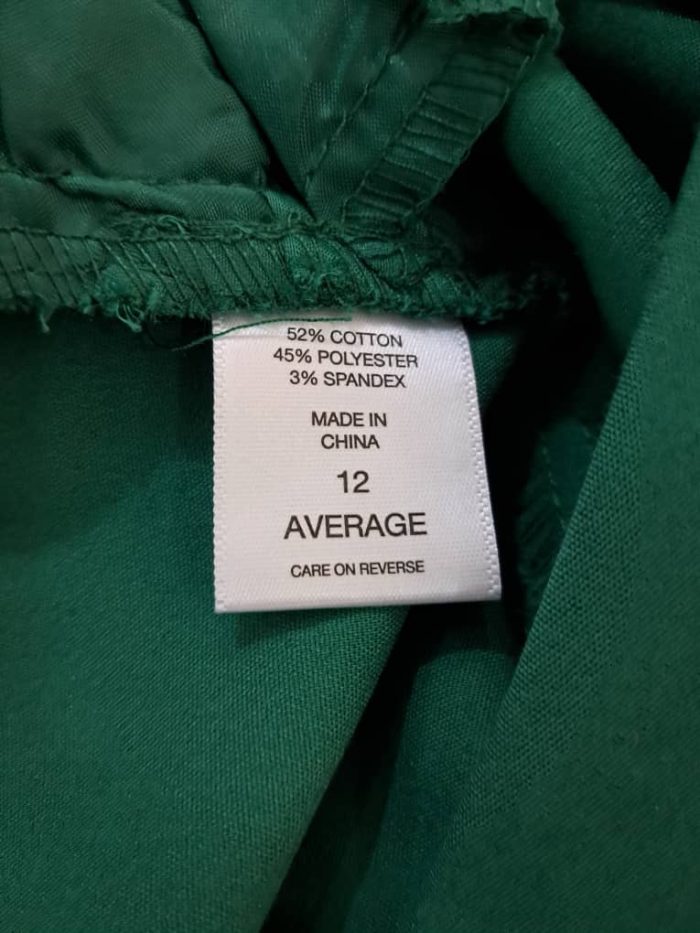 52% COTTON
45% POLYESTER
3% SPANDEX
MADE IN
CHINA
12
AVERAGE
CARE ON REVERSE